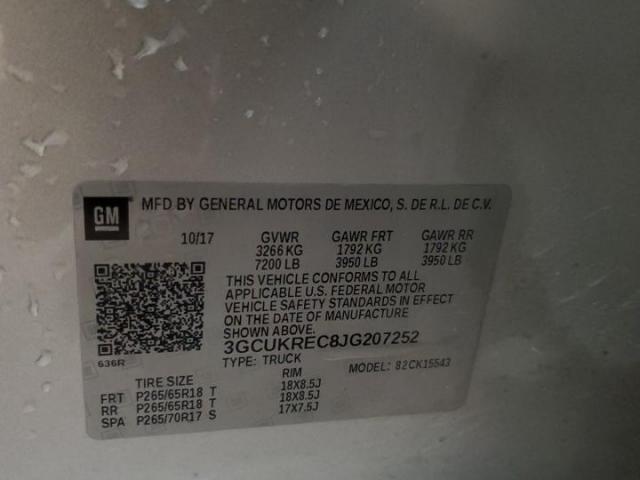 GM
MFD BY GENERAL MOTORS DE MEXICO, S. DE R.L. DE C.V.
10/17 GVWR GAWR FRT GAWR RR
3266 KG 1792 KG 1792 KG
7200 LB 3950 LB 3950 LB
THIS VEHICLE CONFORMS TO ALL
APPLICABLE U.S. FEDERAL MOTOR
VEHICLE SAFETY STANDARDS IN EFFECT
ON THE DATE OF MANUFACTURE
SHOWN ABOVE.
636R 3GCUKREC8JG207252
TYPE: TRUCK MODEL: 82CK15543
TIRE SIZE RIM
FRT P265/65R18 T 18X8.5J
RR P265/65R18 T 18X8.5J
SPA P265/70R17 S 17X7.5J